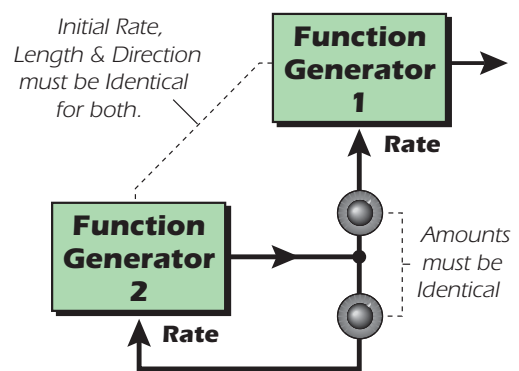 Initial Rate,
Length & Direction
must be Identical
for both.
Function
Generator
1
Rate
Function
Generator
2
Amounts
must be
Identical
Rate